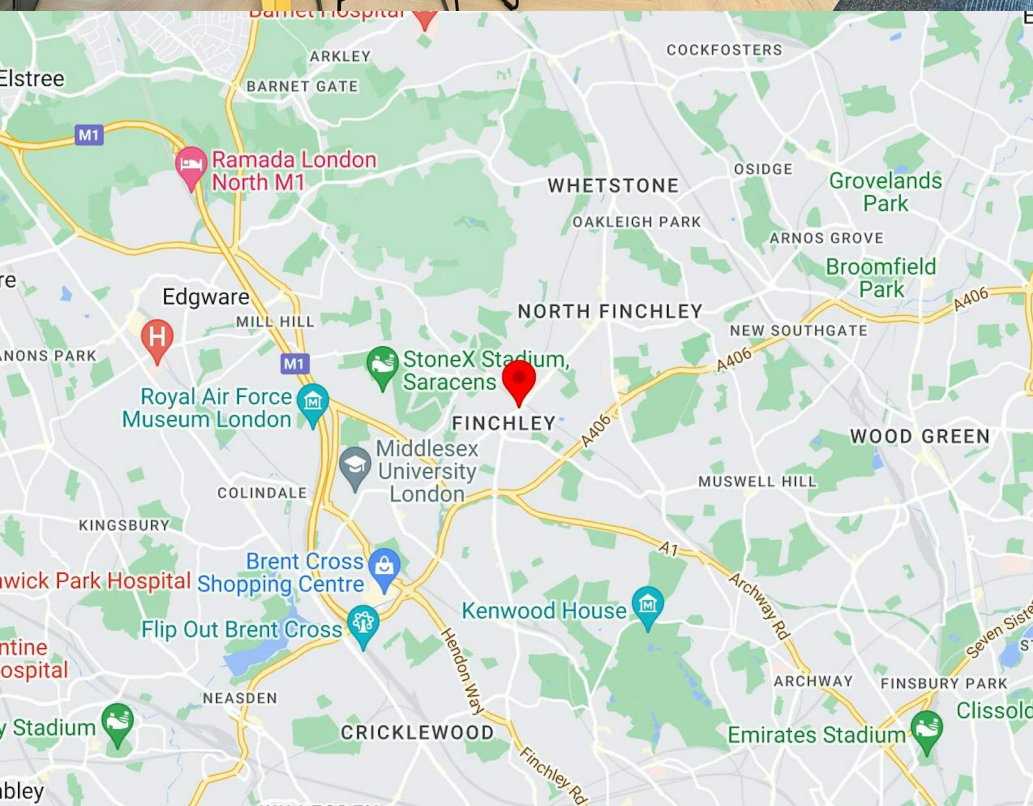 Barnet Hospital
ARKLEY
COCKFOSTERS
Elstree
BARNET GATE
M1
Ramada London
North M1
OSIDGE
Grovelands
Park
WHETSTONE
OAKLEIGH PARK
ARNOS GROVE
Broomfield
Park
re
Edgware
A406
NORTH FINCHLEY
MILL HILL
NEW SOUTHGATE
ANONS PARK
H
M1
StoneX Stadium,
Saracens
A406
Royal Air Force
Museum London
FINCHLEY
A406
WOOD GREEN
Middlesex
University
London
COLINDALE
MUSWELL HILL
KINGSBURY
A1
Brent Cross
Shopping Centre
wick Park Hospital
Archway Rd
Kenwood House
Flip Out Brent Cross
Hendon Way
Seven Siste
ntine
ospital
ARCHWAY
FINSBURY PARK
NEASDEN
Clissold
y Stadium
CRICKLEWOOD
Emirates Stadium
Finchley Rd
bley